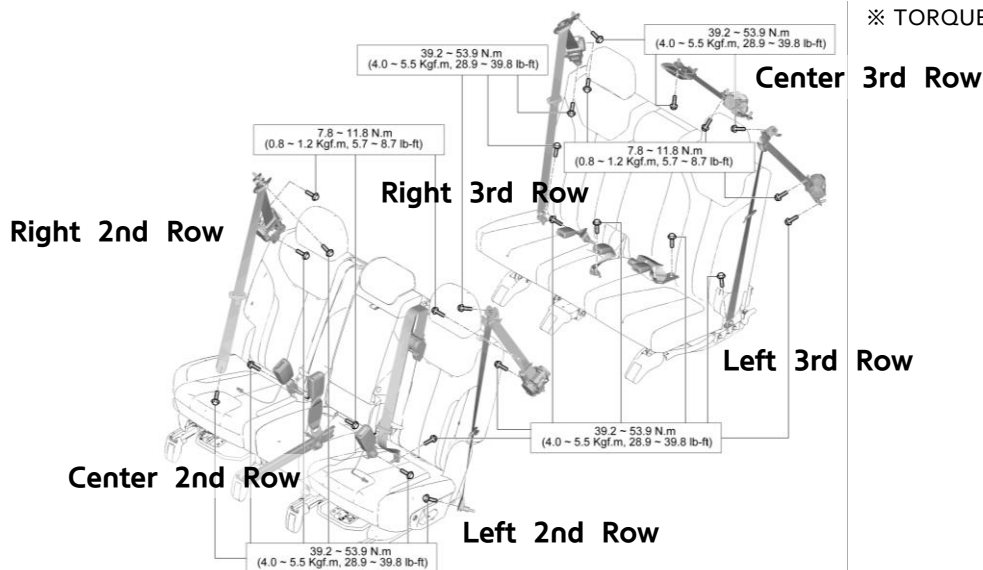 ※ TORQUE
39.2 ~ 53.9 N.m
(4.0 ~ 5.5 Kgf.m, 28.9 ~ 39.8 lb-ft)
39.2 ~ 53.9 N.m
(4.0 ~ 5.5 Kgf.m, 28.9 ~ 39.8 lb-ft)
Center 3rd Row
7.8 ~ 11.8 N.m
(0.8 ~ 1.2 Kgf.m, 5.7 ~ 8.7 lb-ft)
7.8 ~ 11.8 N.m
(0.8 ~ 1.2 Kgf.m, 5.7 ~ 8.7 lb-ft)
Right 3rd Row
Right 2nd Row
Left 3rd Row
39.2 ~ 53.9 N.m
(4.0 ~ 5.5 Kgf.m, 28.9 ~ 39.8 lb-ft)
Center 2nd Row
Left 2nd Row
39.2 ~ 53.9 N.m
(4.0 ~ 5.5 Kgf.m, 28.9 ~ 39.8 lb-ft)